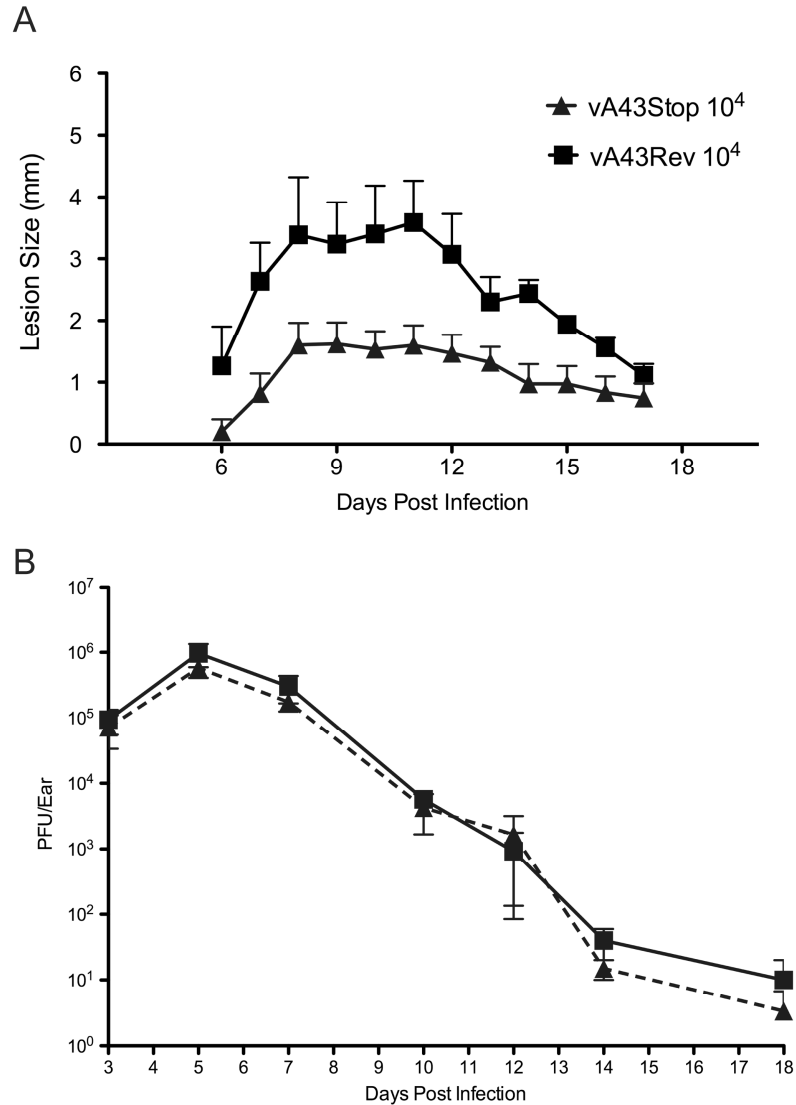 A
6
5
4
3
2
1
0
Lesion Size (mm)
vA43Stop 10⁴
vA43Rev 10⁴
6 9 12 15 18
Days Post Infection
B
10⁷
10⁶
10⁵
10⁴
10³
10²
10¹
10⁰
PFU/Ear
3 4 5 6 7 8 9 10 11 12 13 14 15 16 17 18
Days Post Infection